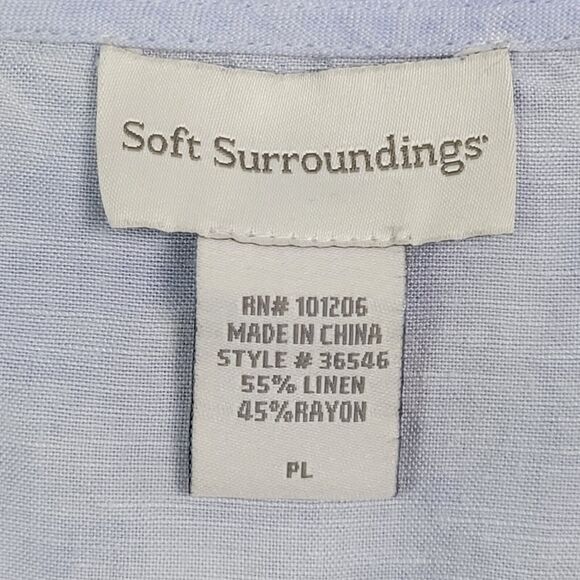 Soft Surroundings
RN# 101206
MADE IN CHINA
STYLE # 36546
55% LINEN
45%RAYON
PL